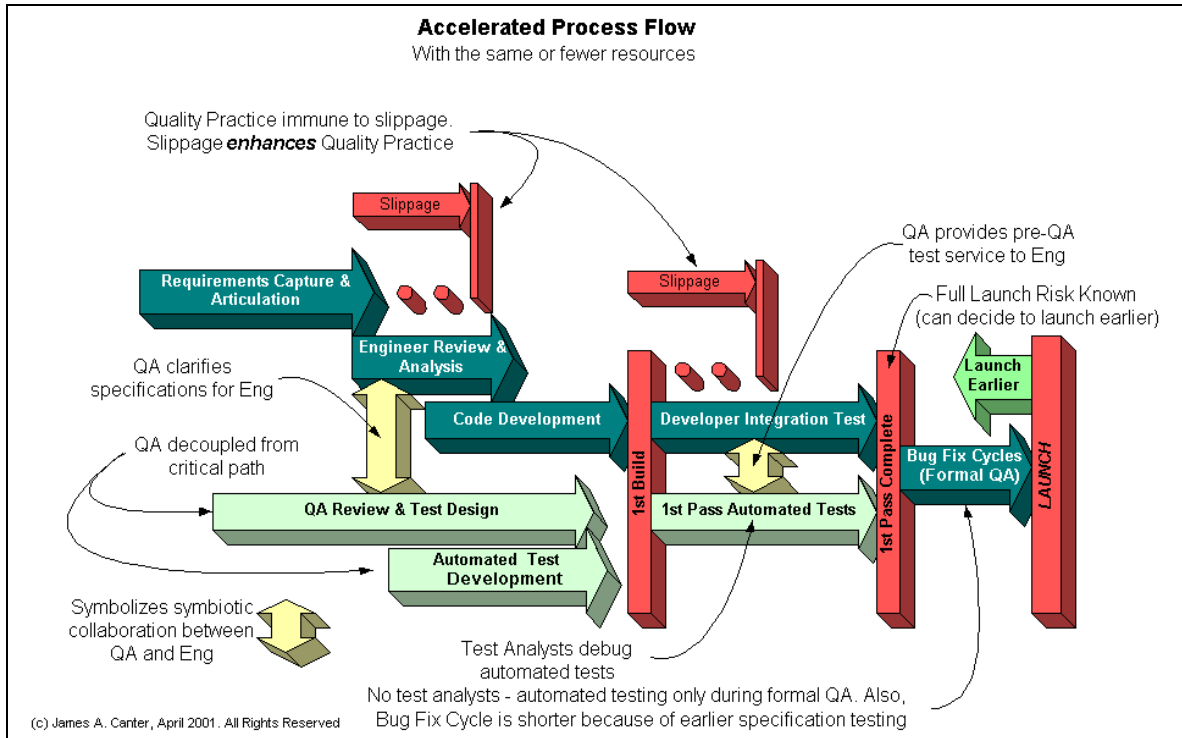 Accelerated Process Flow
With the same or fewer resources
Quality Practice immune to slippage.
Slippage enhances Quality Practice
Slippage
QA provides pre-QA
test service to Eng
Requirements Capture &
Articulation
Slippage
Full Launch Risk Known
(can decide to launch earlier)
Engineer Review &
Analysis
QA clarifies
specifications for Eng
Launch
Earlier
Code Development
Developer Integration Test
QA decoupled from
critical path
Bug Fix Cycles
(Formal QA)
1st Build
1st Pass Complete
LAUNCH
QA Review & Test Design
1st Pass Automated Tests
Automated Test
Development
Symbolizes symbiotic
collaboration between
QA and Eng
Test Analysts debug
automated tests
No test analysts - automated testing only during formal QA. Also,
Bug Fix Cycle is shorter because of earlier specification testing
(c) James A. Canter, April 2001. All Rights Reserved